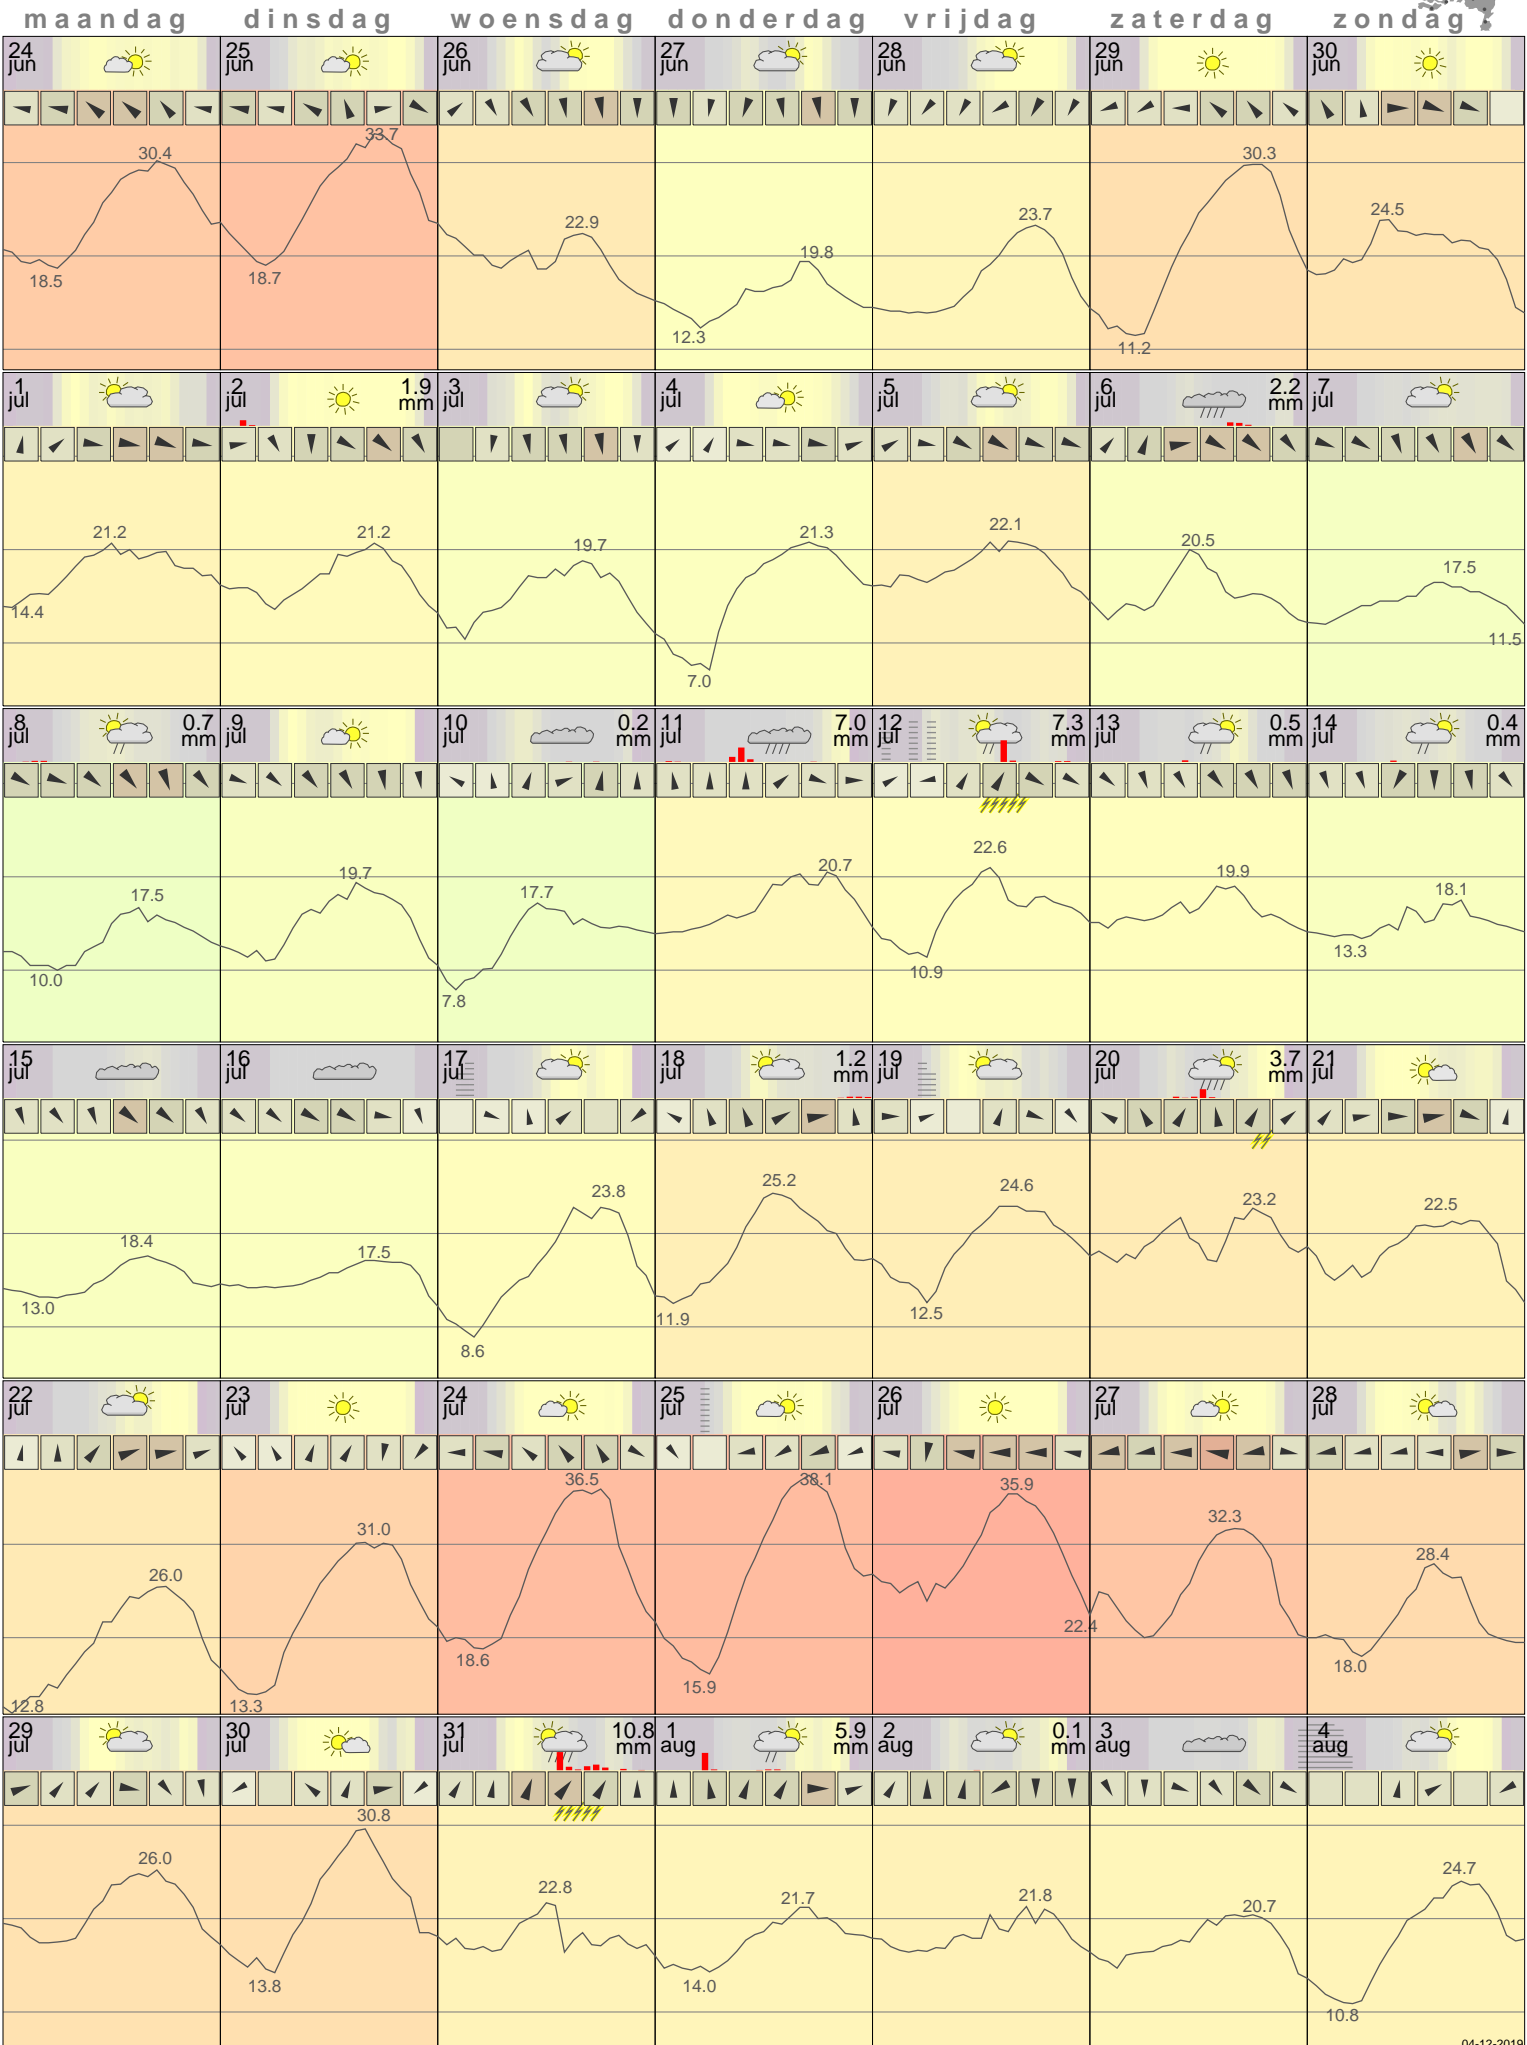 maandag dinsdag woensdag donderdag vrijdag zaterdag zondag
24 jun 25 jun 26 jun 27 jun 28 jun 29 jun 30 jun
30.4 33.7 22.9 19.8 23.7 30.3 24.5
18.5 18.7 12.3 11.2
1 jul 2 jul 1.9 mm 3 jul 4 jul 5 jul 6 jul 2.2 mm 7 jul
21.2 21.2 19.7 21.3 22.1 20.5 17.5
14.4 7.0 11.5
8 jul 0.7 mm 9 jul 10 jul 0.2 mm 11 jul 7.0 mm 12 jul 7.3 mm 13 jul 0.5 mm 14 jul 0.4 mm
17.5 19.7 17.7 20.7 22.6 19.9 18.1
10.0 7.8 10.9 13.3
15 jul 16 jul 17 jul 18 jul 1.2 mm 19 jul 20 jul 3.7 mm 21 jul
18.4 17.5 23.8 25.2 24.6 23.2 22.5
13.0 8.6 11.9 12.5
22 jul 23 jul 24 jul 25 jul 26 jul 27 jul 28 jul
26.0 31.0 36.5 38.1 35.9 32.3 28.4
12.8 13.3 18.6 15.9 22.4 18.0
29 jul 30 jul 31 jul 10.8 mm 1 aug 5.9 mm 2 aug 0.1 mm 3 aug 4 aug
26.0 30.8 22.8 21.7 21.8 20.7 24.7
13.8 14.0 10.8
04-12-2019